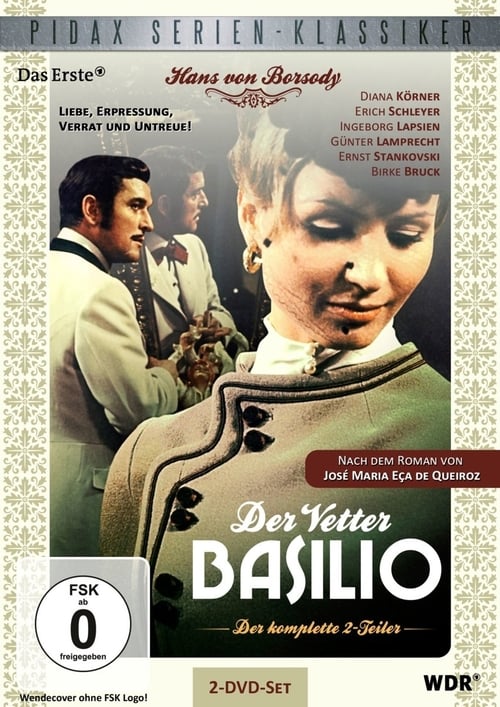 PIDAX SERIEN-KLASSIKER
Das Erste
Hans von Borsody
LIEBE, ERPRESSUNG,
VERRAT UND UNTREUE!
DIANA KÖRNER
ERICH SCHLEYER
INGEBORG LAPSIEN
GÜNTER LAMPRECHT
ERNST STANKOVSKI
BIRKE BRUCK
NACH DEM ROMAN VON
JOSÉ MARIA EÇA DE QUEIROZ
Der Vetter
BASILIO
Der komplette 2-Teiler
FSK
ab
0
freigegeben
Wendecover ohne FSK Logo!
2-DVD-SET
WDR